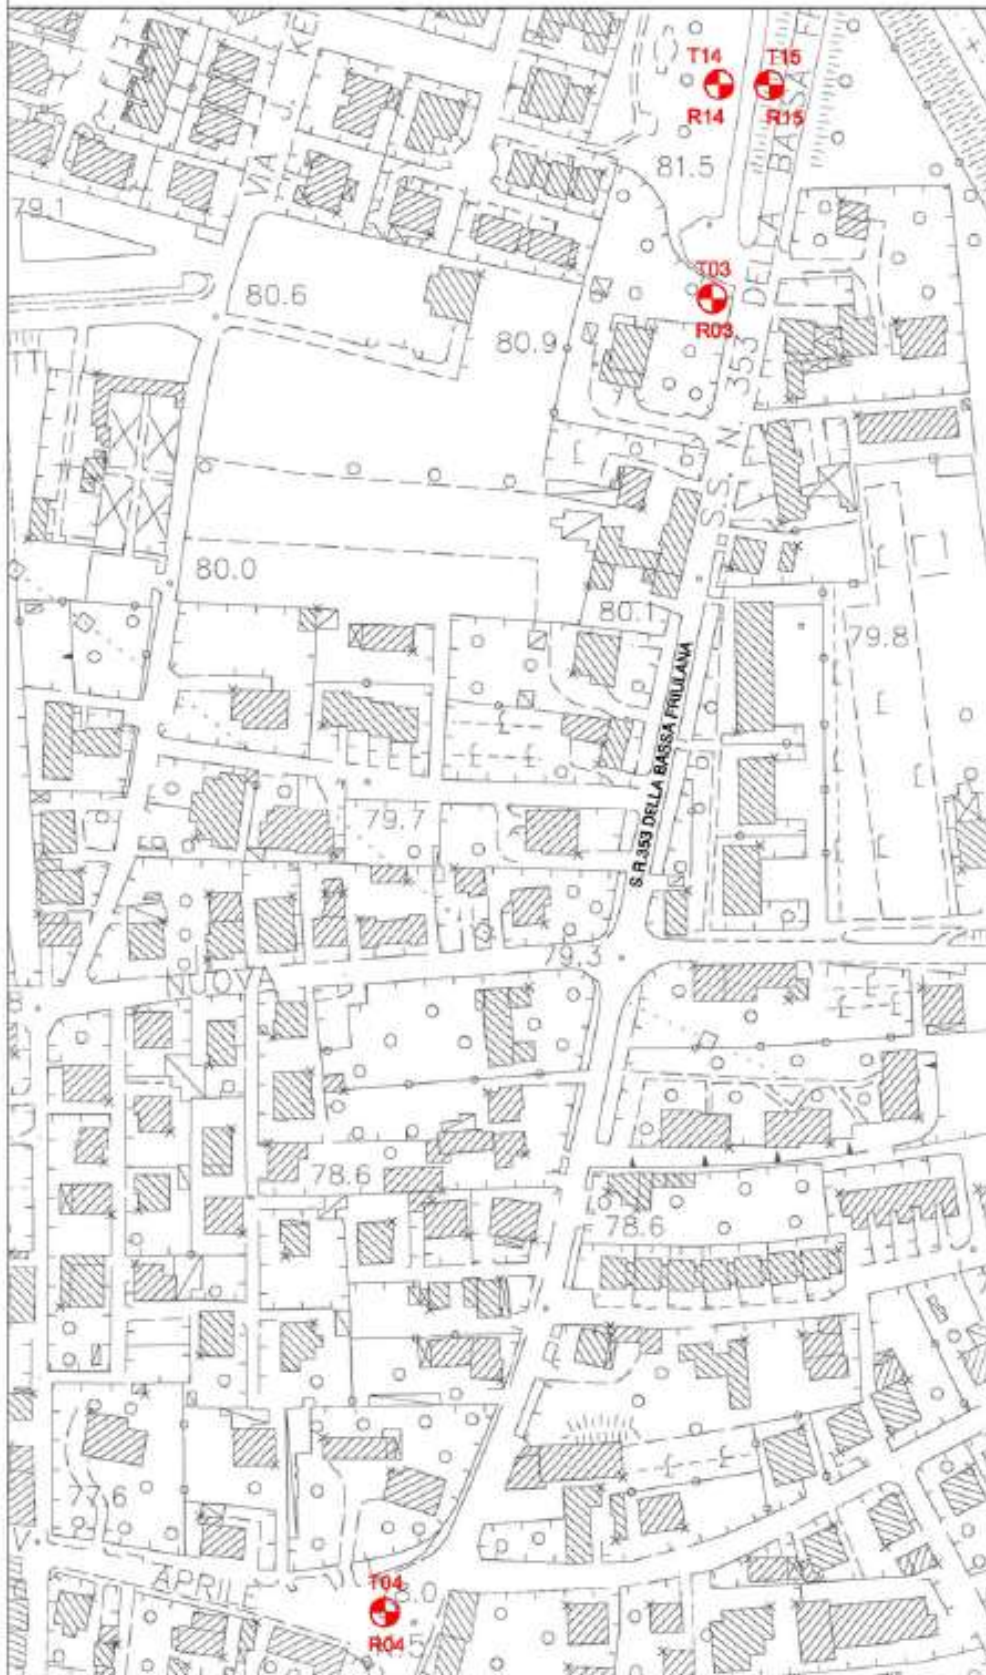 T14
T15
R14
R15
VIA J. KE
81.5
79.1
T03
R03
80.6
80.9
S.S. N. 353 DELLA BASSA F
80.0
80.1
79.8
S.R.353 DELLA BASSA FRIULANA
79.7
79.3
NUOVA
78.6
78.6
77.6
APRILE
T04
R04